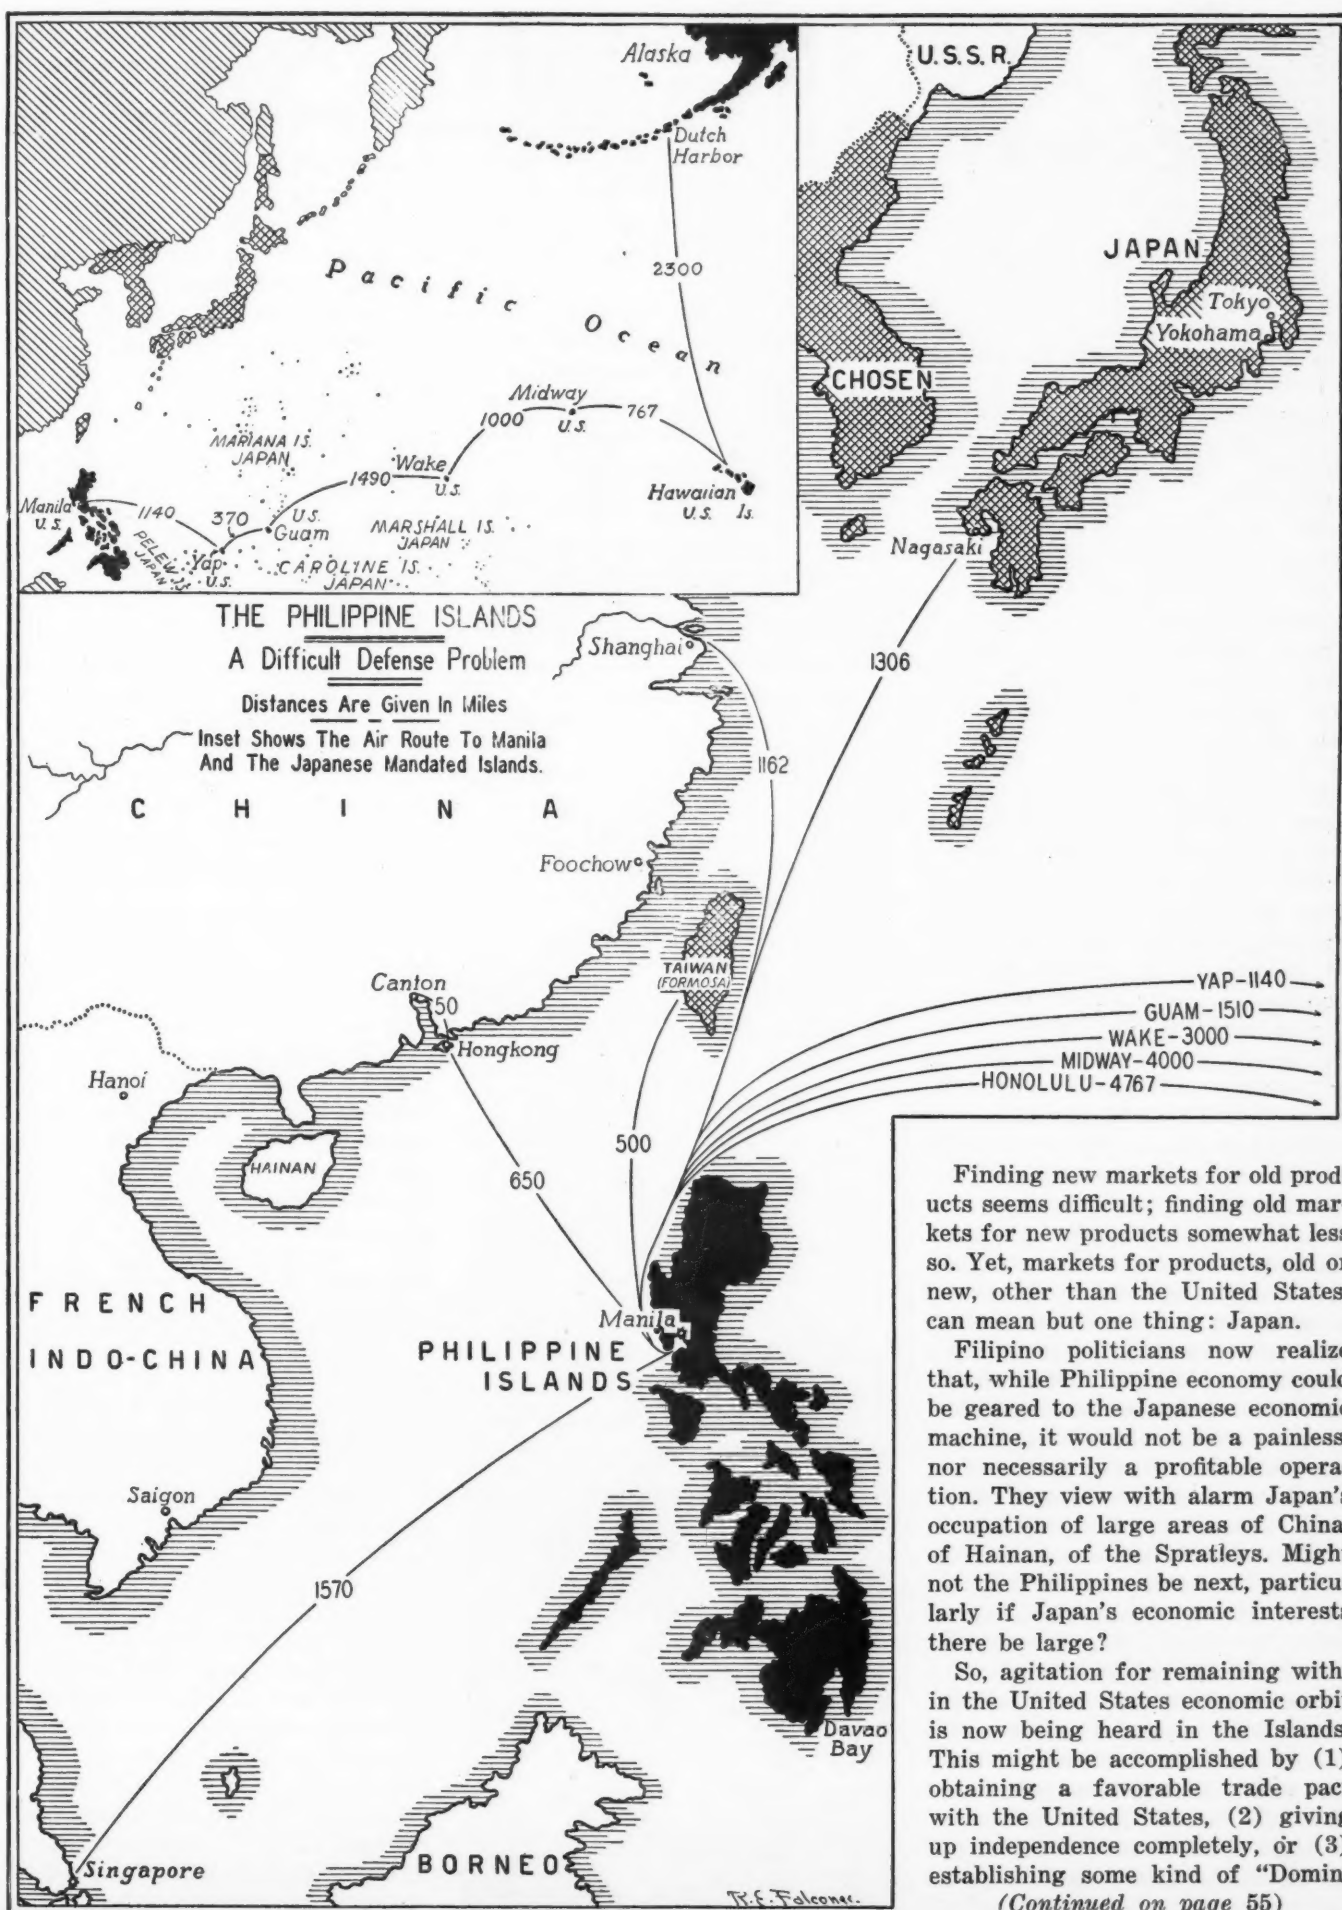 Alaska
Dutch
Harbor
2300
Pacific Ocean
Midway
U.S.
1000
767
MARIANA IS.
JAPAN
Wake
U.S.
1490
Hawaiian
U.S. Is.
Manila
U.S.
1140
370
U.S.
Guam
MARSHALL IS.
JAPAN
PELEW IS.
JAPAN
Yap
U.S.
CAROLINE IS.
JAPAN
U.S.S.R.
JAPAN
Tokyo
Yokohama
CHOSEN
Nagasaki
THE PHILIPPINE ISLANDS
A Difficult Defense Problem
Distances Are Given In Miles
Inset Shows The Air Route To Manila
And The Japanese Mandated Islands.
Shanghai
1306
1162
CHINA
Foochow
TAIWAN
(FORMOSA)
Canton
50
Hongkong
YAP-1140
GUAM-1510
WAKE-3000
MIDWAY-4000
HONOLULU-4767
Hanoi
HAINAN
500
650
FRENCH
INDO-CHINA
Manila
PHILIPPINE
ISLANDS
Saigon
1570
Davao
Bay
Singapore
BORNEO
R.E. Falconer.
Finding new markets for old prod-
ucts seems difficult; finding old mar-
kets for new products somewhat less
so. Yet, markets for products, old or
new, other than the United States
can mean but one thing: Japan.
Filipino politicians now realize
that, while Philippine economy could
be geared to the Japanese economic
machine, it would not be a painless
nor necessarily a profitable opera-
tion. They view with alarm Japan's
occupation of large areas of China
of Hainan, of the Spratleys. Might
not the Philippines be next, particu
larly if Japan's economic interests
there be large?
So, agitation for remaining with
in the United States economic orbi
is now being heard in the Islands
This might be accomplished by (1)
obtaining a favorable trade pac
with the United States, (2) giving
up independence completely, or (3)
establishing some kind of "Domin
(Continued on page 55)